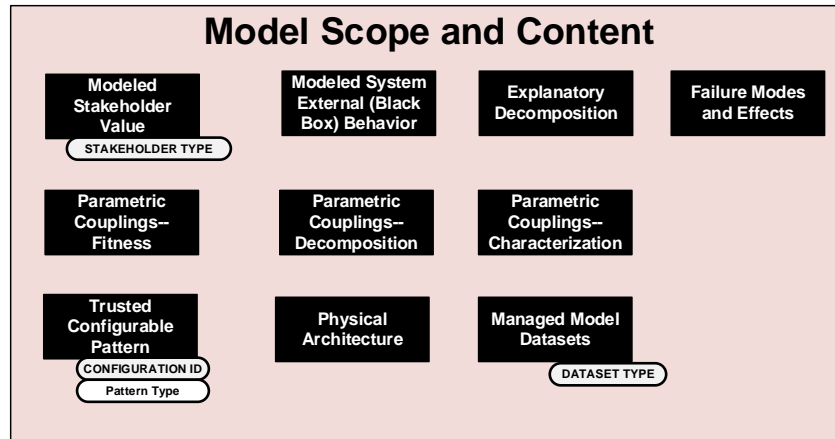 Model Scope and Content
Modeled
Stakeholder
Value
STAKEHOLDER TYPE
Modeled System
External (Black
Box) Behavior
Explanatory
Decomposition
Failure Modes
and Effects
Parametric
Couplings--
Fitness
Parametric
Couplings--
Decomposition
Parametric
Couplings--
Characterization
Trusted
Configurable
Pattern
CONFIGURATION ID
Pattern Type
Physical
Architecture
Managed Model
Datasets
DATASET TYPE